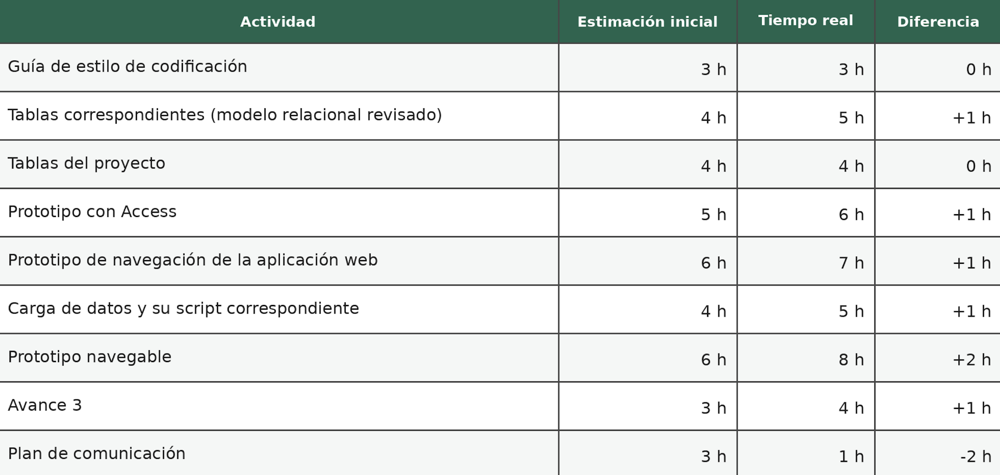 Actividad Estimación inicial Tiempo real Diferencia
Guía de estilo de codificación 3 h 3 h 0 h
Tablas correspondientes (modelo relacional revisado) 4 h 5 h +1 h
Tablas del proyecto 4 h 4 h 0 h
Prototipo con Access 5 h 6 h +1 h
Prototipo de navegación de la aplicación web 6 h 7 h +1 h
Carga de datos y su script correspondiente 4 h 5 h +1 h
Prototipo navegable 6 h 8 h +2 h
Avance 3 3 h 4 h +1 h
Plan de comunicación 3 h 1 h -2 h